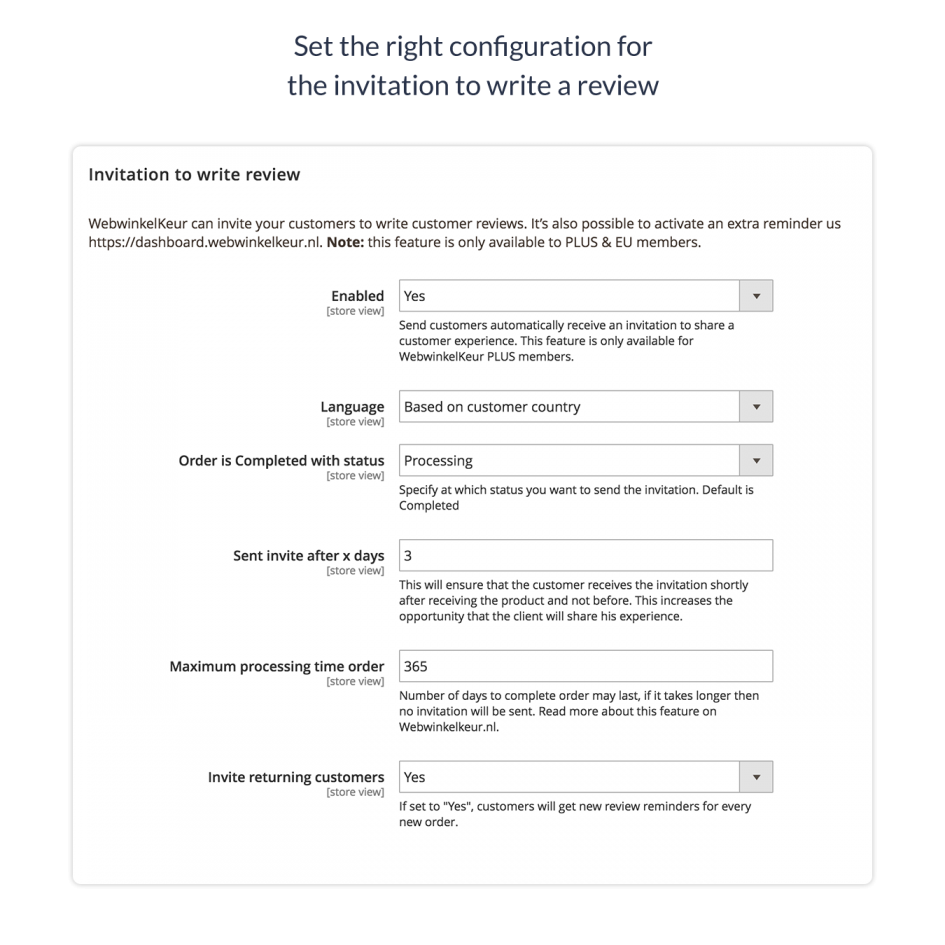 Set the right configuration for
the invitation to write a review
Invitation to write review
WebwinkelKeur can invite your customers to write customer reviews. It's also possible to activate an extra reminder us
https://dashboard.webwinkelkeur.nl. Note: this feature is only available to PLUS & EU members.
Enabled
Yes
[store view]
Send customers automatically receive an invitation to share a
customer experience. This feature is only available for
WebwinkelKeur PLUS members.
Language
Based on customer country
[store view]
Order is Completed with status
Processing
[store view]
Specify at which status you want to send the invitation. Default is
Completed
Sent invite after x days
3
[store view]
This will ensure that the customer receives the invitation shortly
after receiving the product and not before. This increases the
opportunity that the client will share his experience.
Maximum processing time order
365
[store view]
Number of days to complete order may last, if it takes longer then
no invitation will be sent. Read more about this feature on
Webwinkelkeur.nl.
Invite returning customers
Yes
[store view]
If set to "Yes", customers will get new review reminders for every
new order.